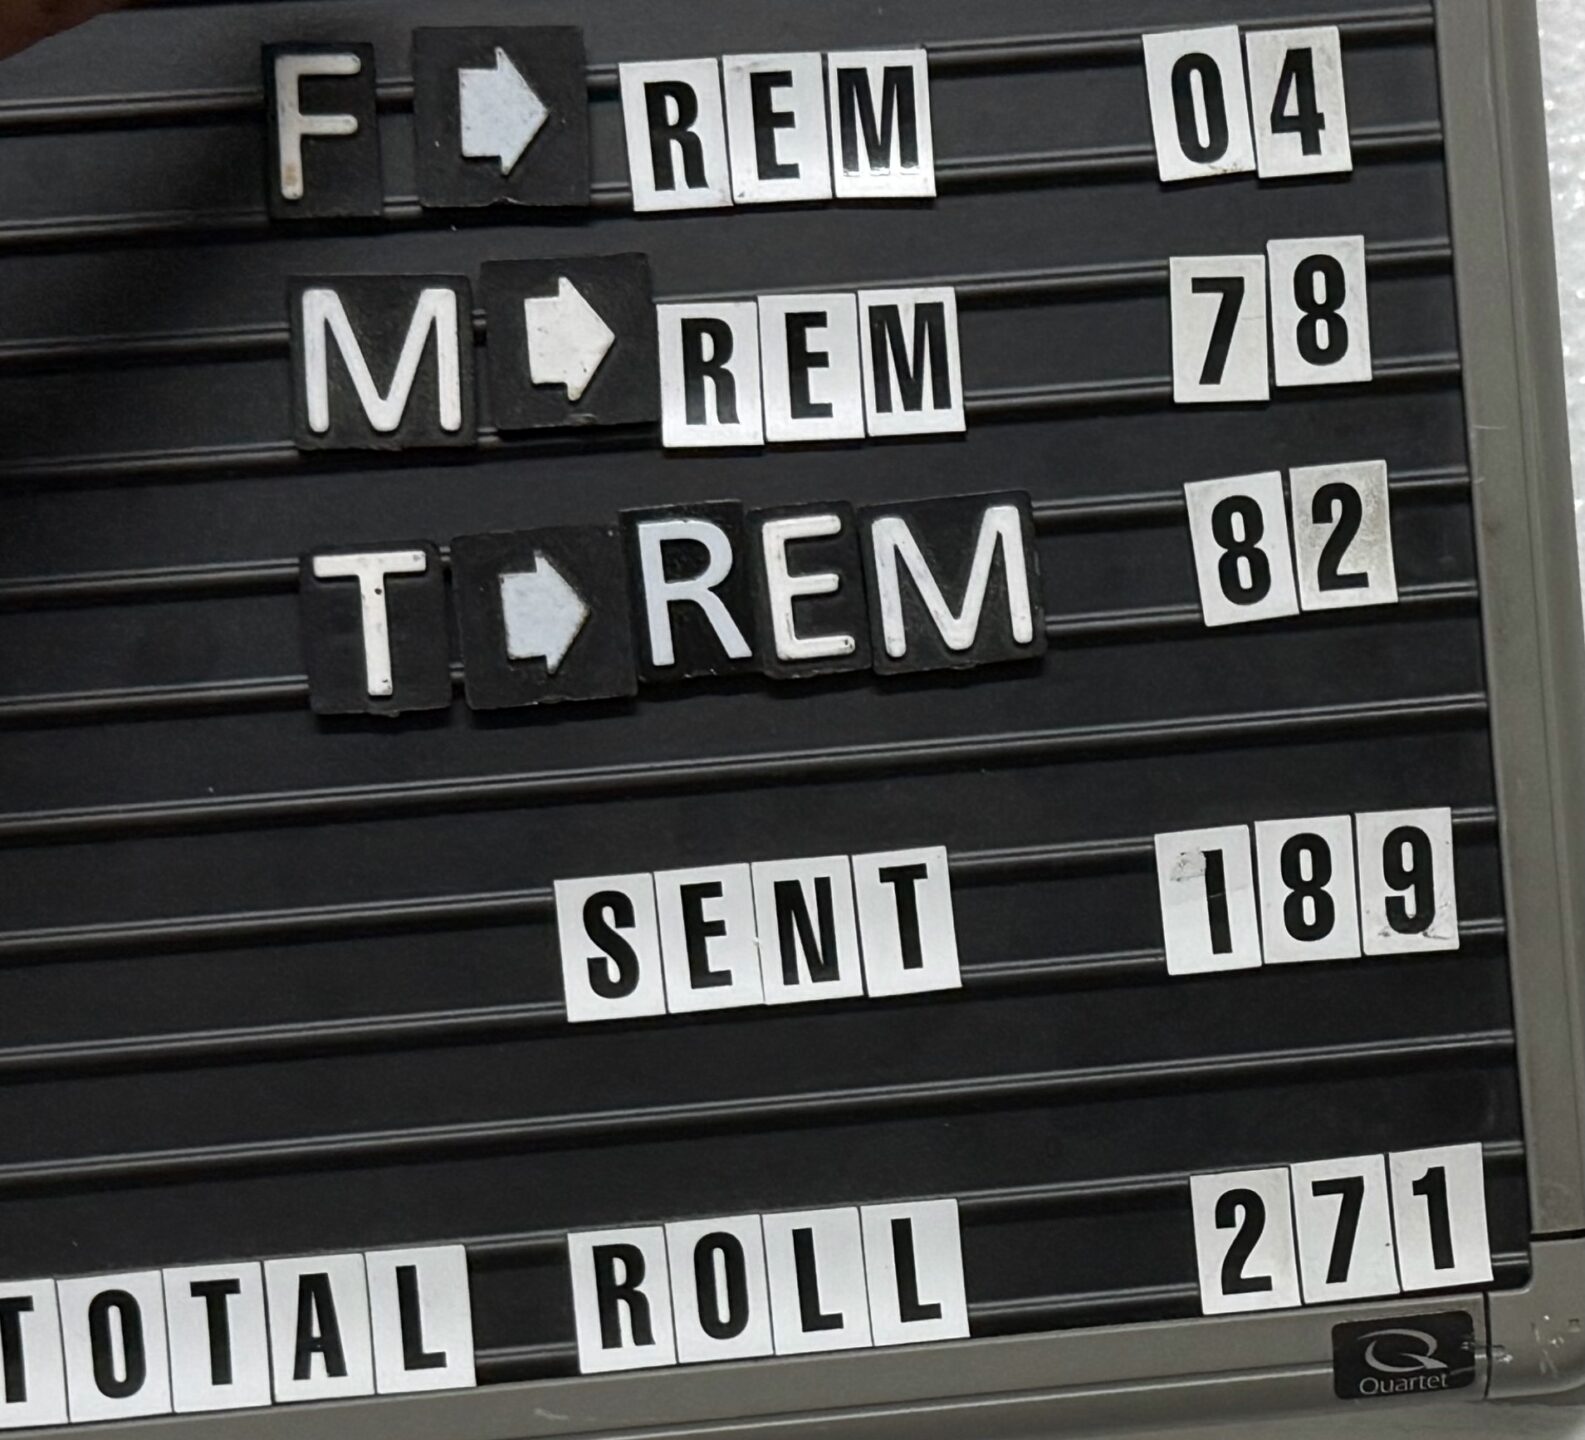 F ➡ REM 04
M ➡ REM 78
T ➡ REM 82
SENT 189
TOTAL ROLL 271
Quartet